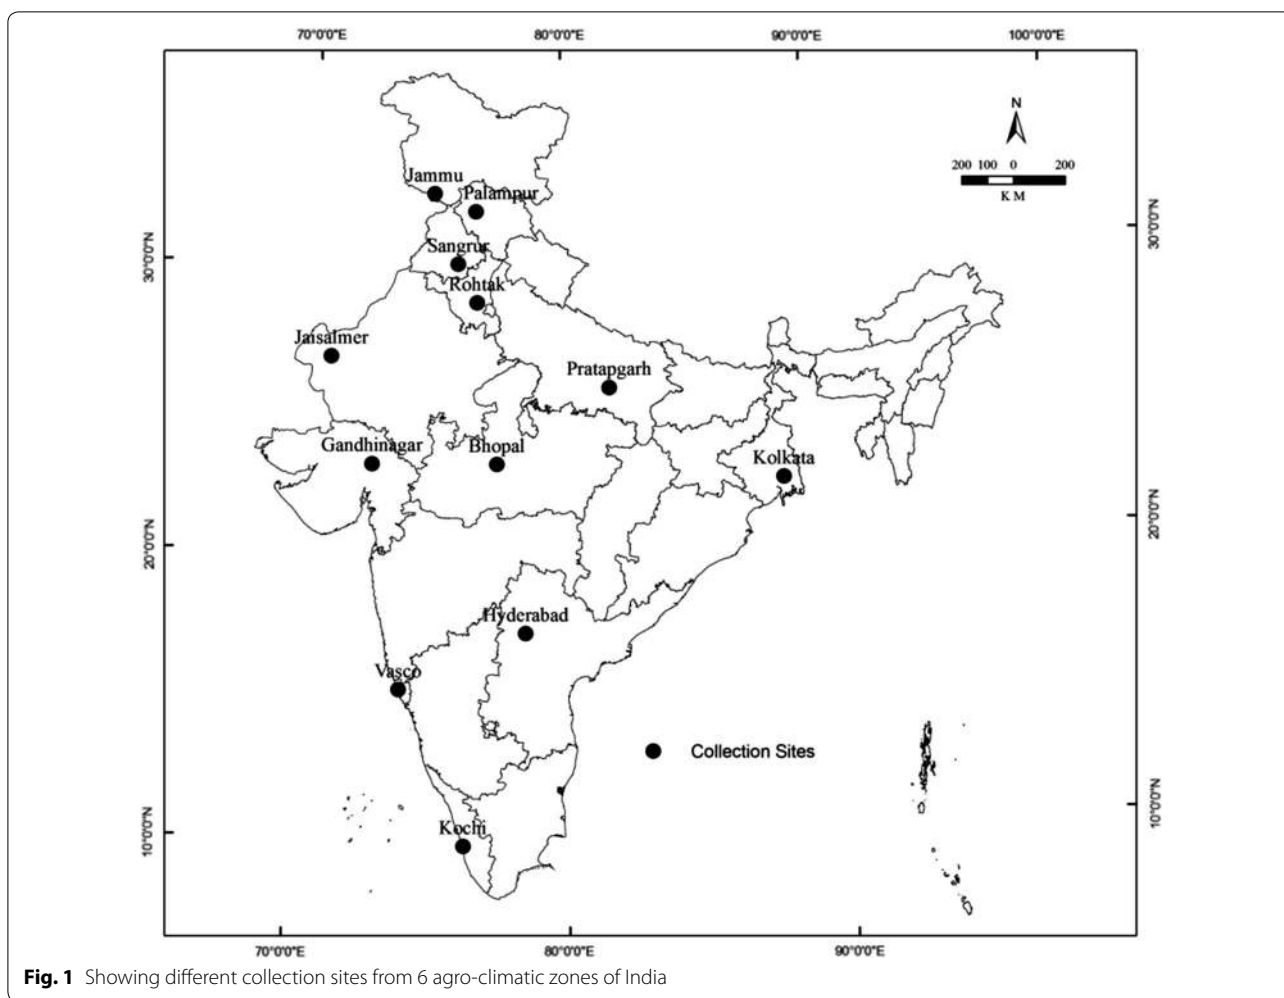 70°0'0"E 80°0'0"E 90°0'0"E 100°0'0"E
N
200 100 0 200
K M
Jammu
Palampur
30°0'0"N
Sangrur
30°0'0"N
Rohtak
Jaisalmer
Pratapgarh
Gandhinagar
Bhopal
Kolkata
20°0'0"N
20°0'0"N
Hyderabad
Vasco
Collection Sites
10°0'0"N
Kochi
10°0'0"N
70°0'0"E 80°0'0"E 90°0'0"E
Fig. 1 Showing different collection sites from 6 agro-climatic zones of India